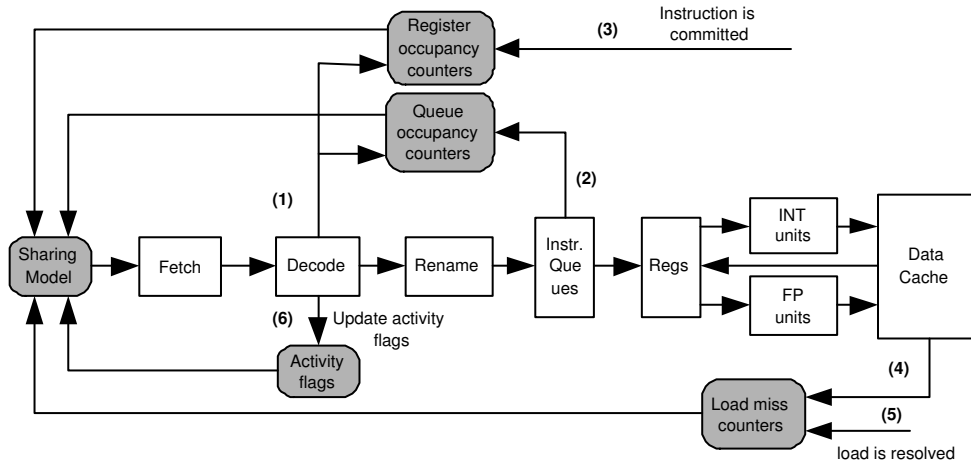 Register
occupancy
counters
(3)
Instruction is
committed
Queue
occupancy
counters
(1)
(2)
Sharing
Model
Fetch
Decode
Rename
Instr.
Que
ues
Regs
INT
units
FP
units
Data
Cache
(6)
Update activity
flags
Activity
flags
(4)
Load miss
counters
(5)
load is resolved